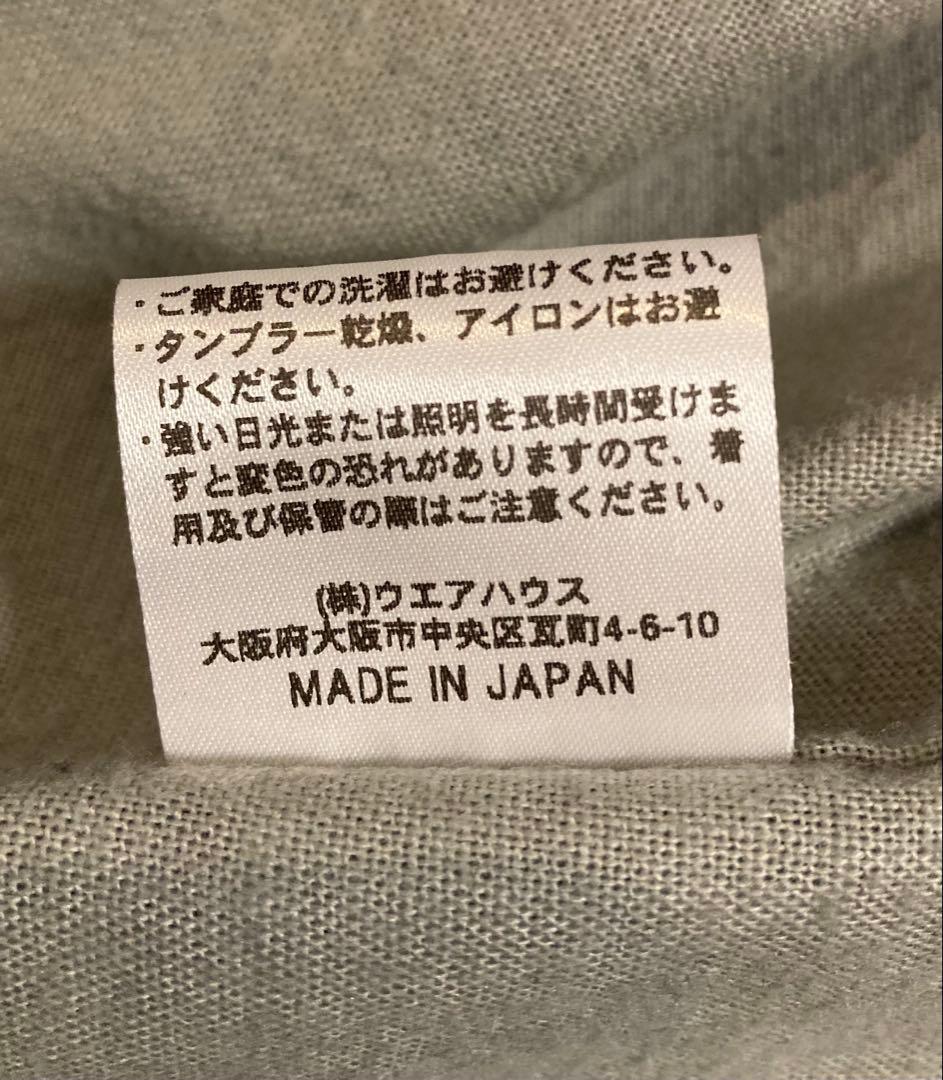 ・ご家庭での洗濯はお避けください。
・タンブラー乾燥、アイロンはお避
けください。
・強い日光または照明を長時間受けま
すと変色の恐れがありますので、着
用及び保管の際はご注意ください。
(株)ウエアハウス
大阪府大阪市中央区瓦町4-6-10
MADE IN JAPAN